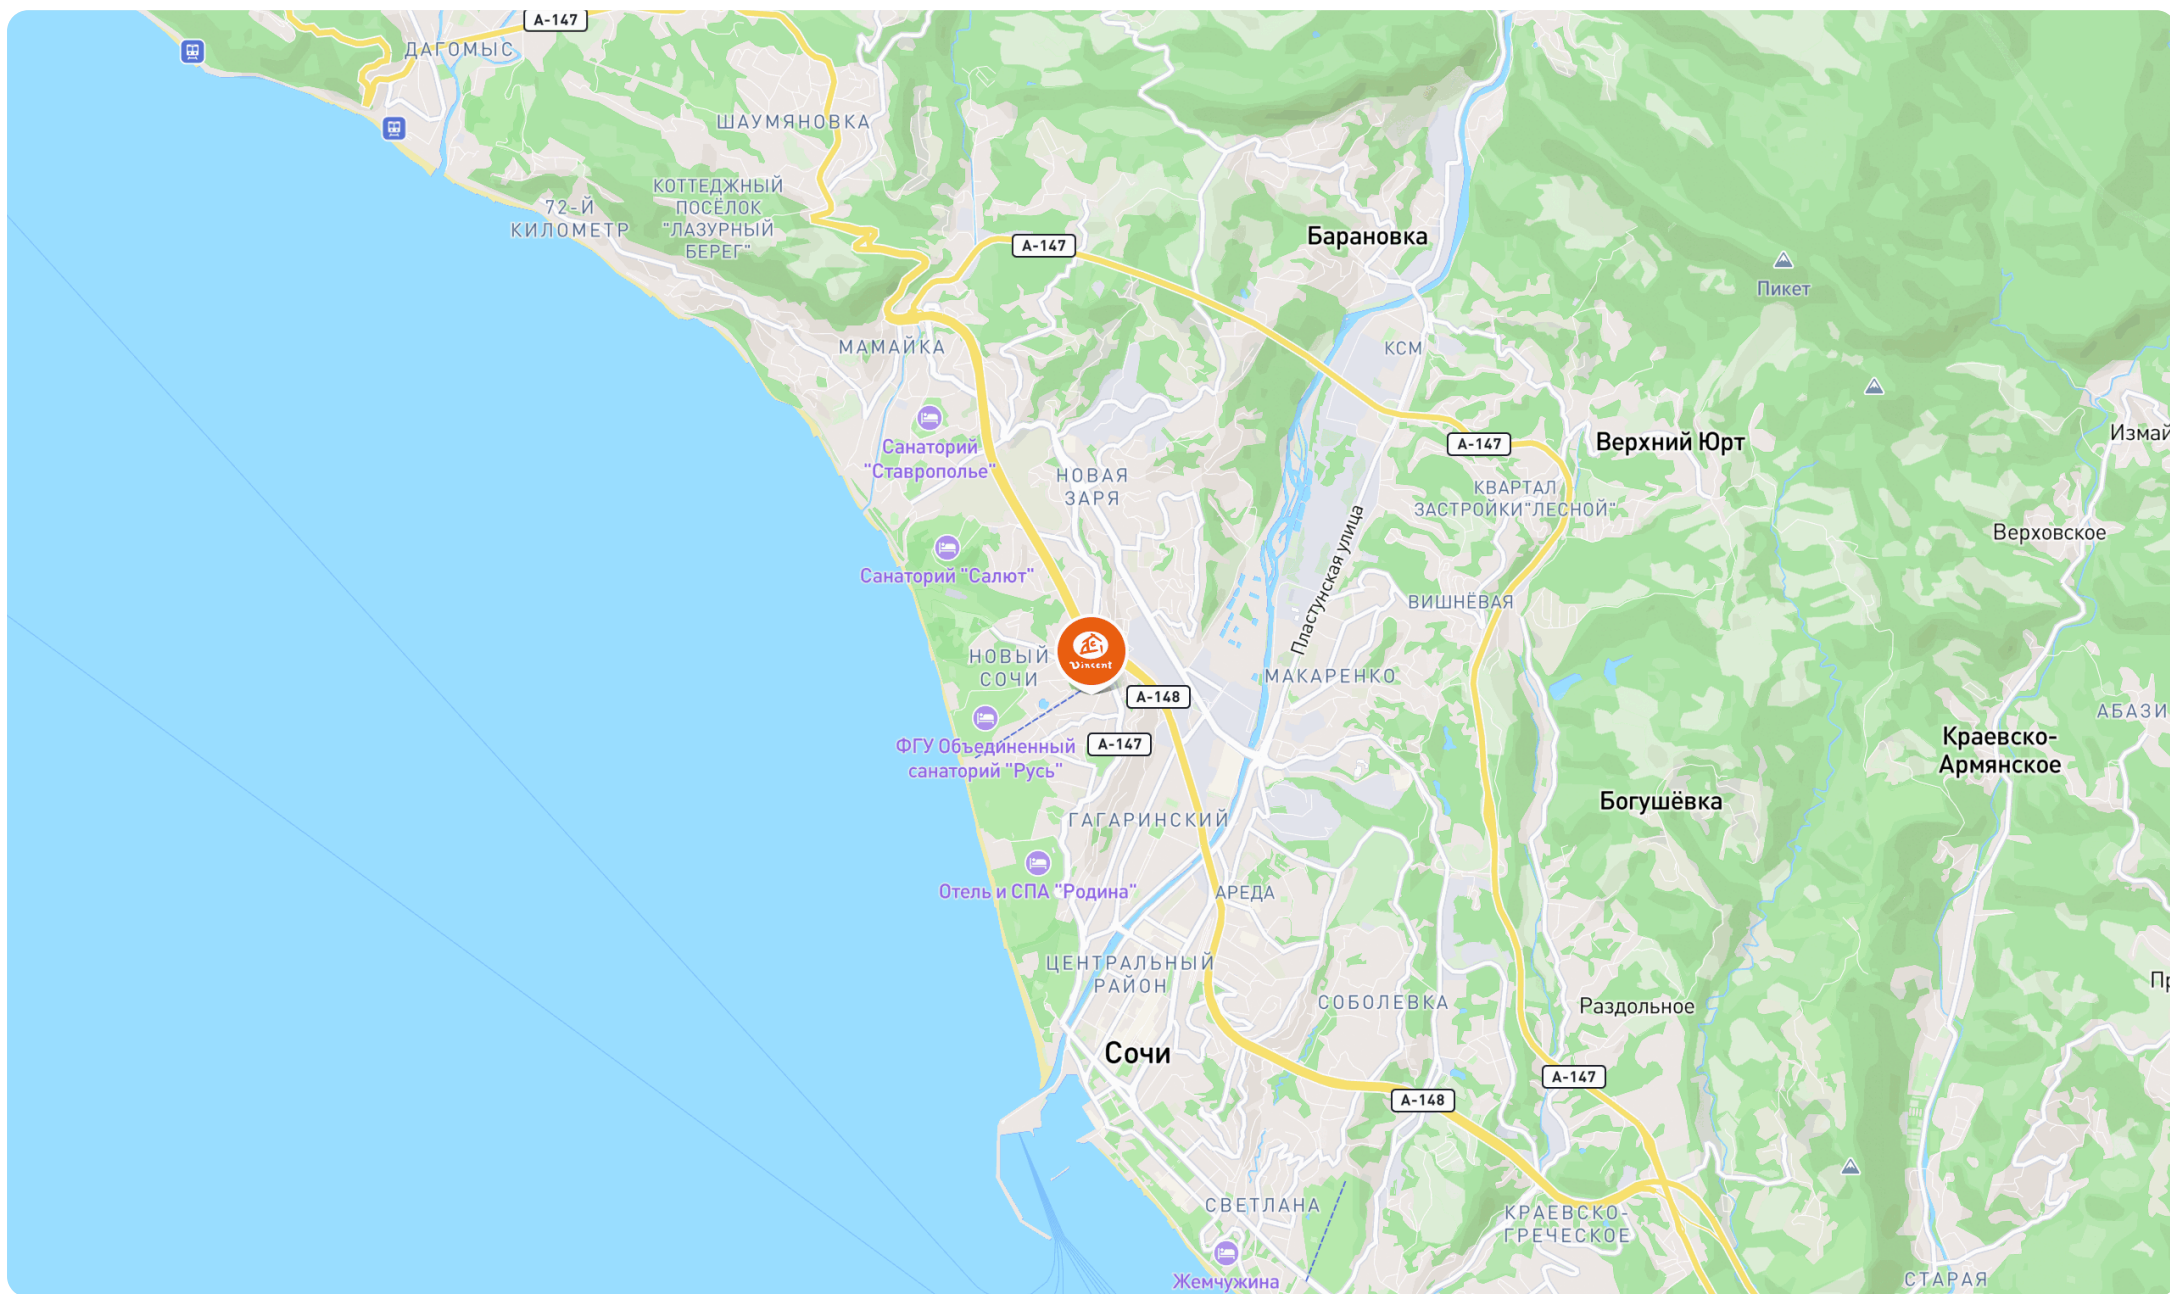 А-147
ДАГОМЫС
ШАУМЯНОВКА
КОТТЕДЖНЫЙ
ПОСЁЛОК
"ЛАЗУРНЫЙ
БЕРЕГ"
72-Й
КИЛОМЕТР
А-147
Барановка
Пикет
МАМАЙКА
КСМ
Санаторий
"Ставрополье"
А-147
Верхний Юрт
Измай
НОВАЯ
ЗАРЯ
КВАРТАЛ
ЗАСТРОЙКИ"ЛЕСНОЙ"
Верховское
Санаторий "Салют"
Пластунская улица
ВИШНЁВАЯ
Vincent
НОВЫЙ
СОЧИ
МАКАРЕНКО
А-148
АБАЗИ
ФГУ Объединенный
санаторий "Русь"
А-147
Краевско-
Армянское
Богушёвка
ГАГАРИНСКИЙ
Отель и СПА "Родина"
АРЕДА
ЦЕНТРАЛЬНЫЙ
РАЙОН
СОБОЛЕВКА
Раздольное
Пр
Сочи
А-147
А-148
СВЕТЛАНА
КРАЕВСКО-
ГРЕЧЕСКОЕ
Жемчужина
СТАРАЯ